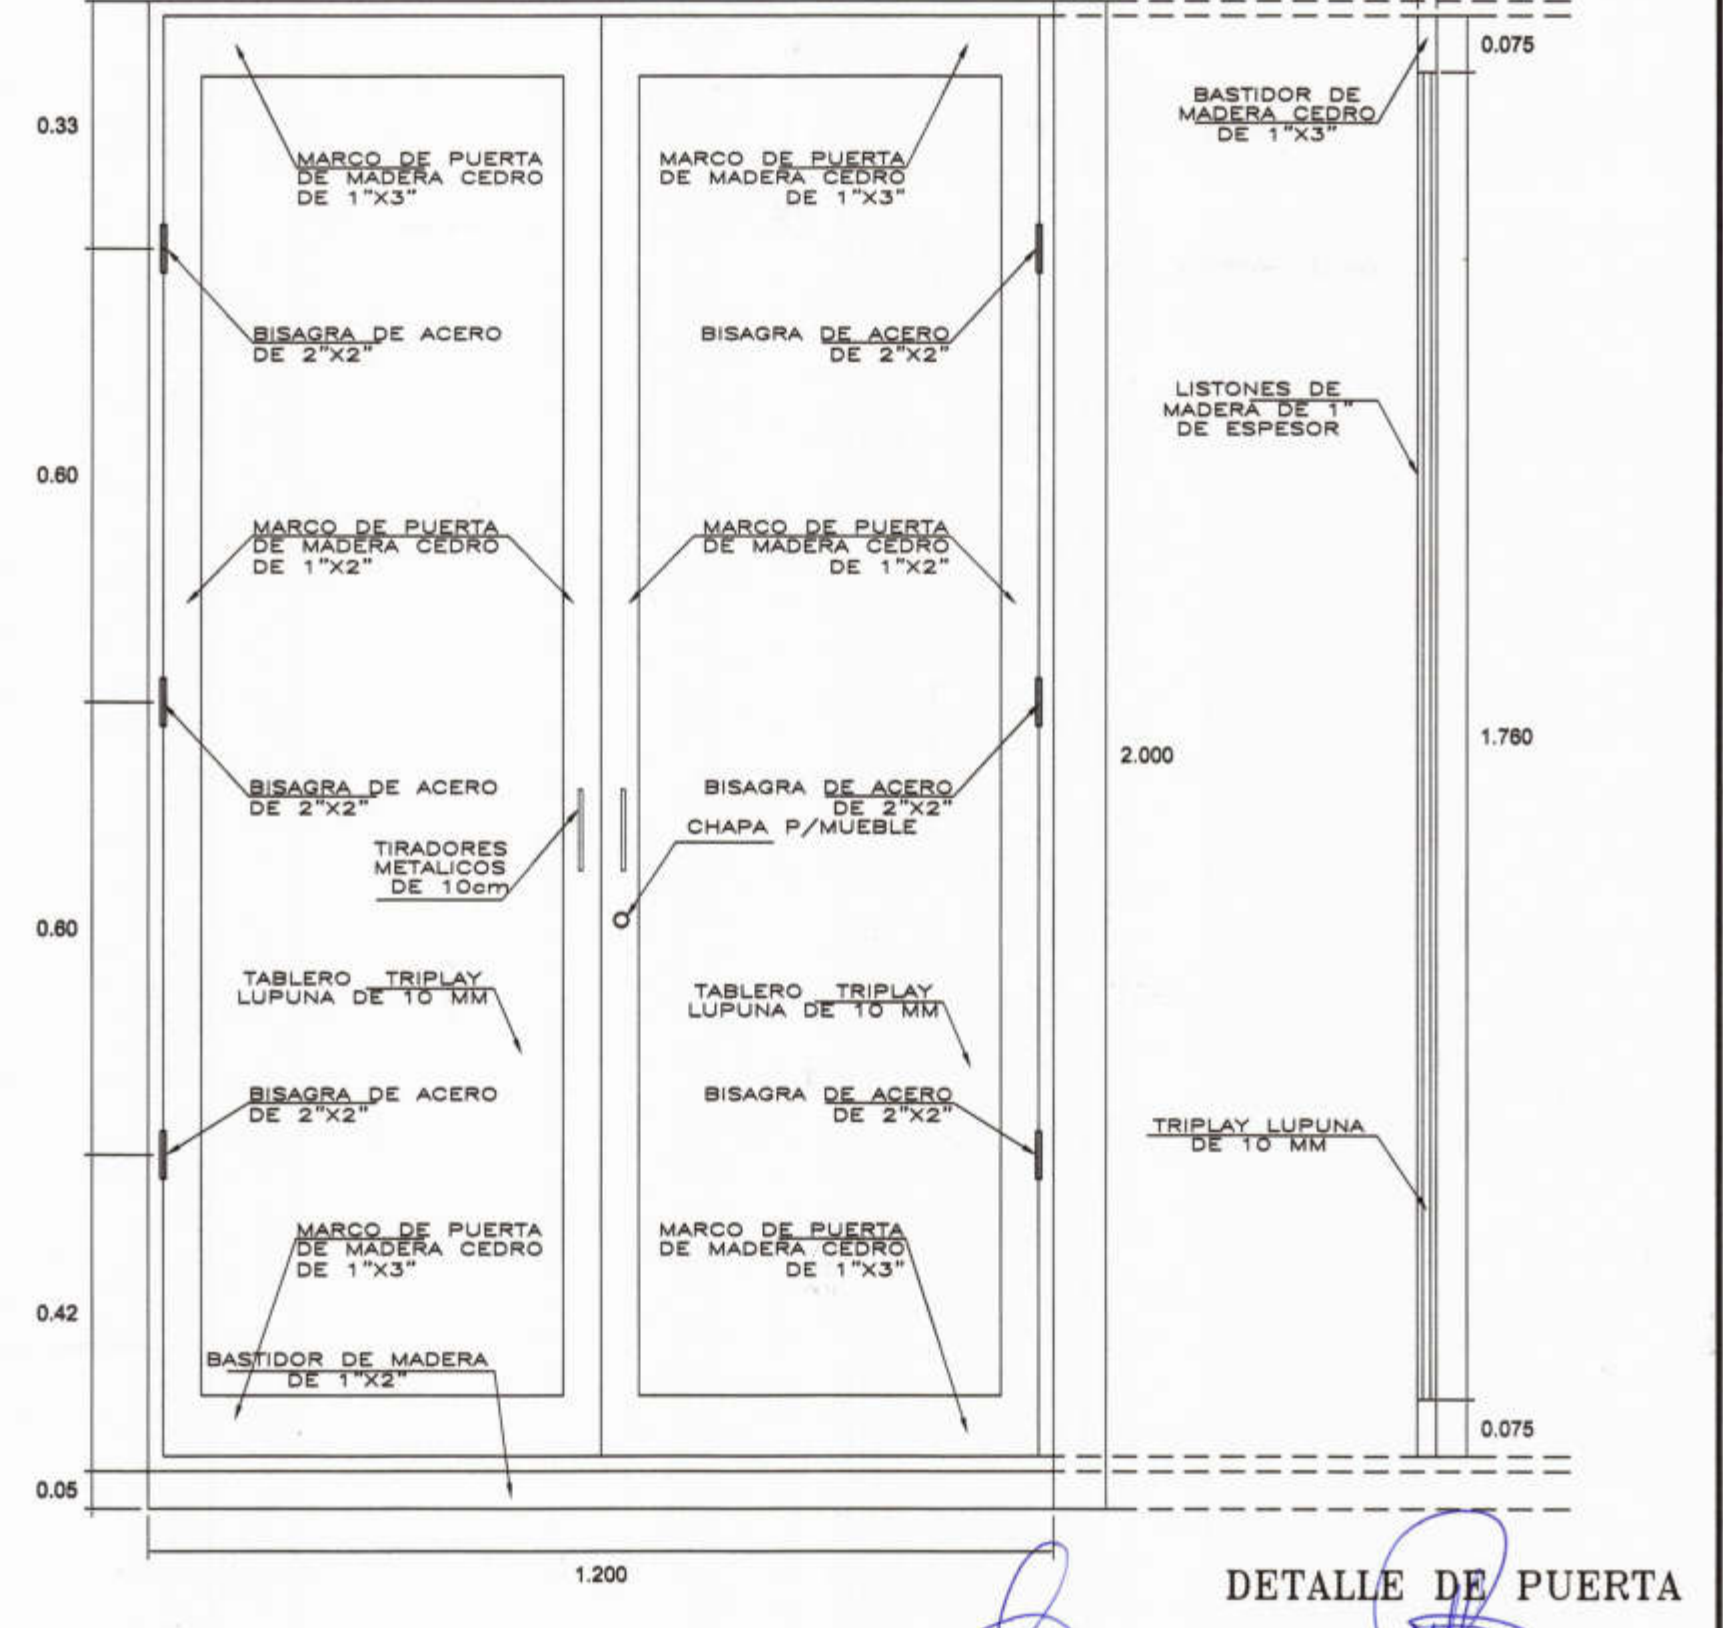 0.075
BASTIDOR DE
MADERA CEDRO
DE 1"X3"
0.33
MARCO DE PUERTA
DE MADERA CEDRO
DE 1"X3"
MARCO DE PUERTA
DE MADERA CEDRO
DE 1"X3"
BISAGRA DE ACERO
DE 2"X2"
BISAGRA DE ACERO
DE 2"X2"
LISTONES DE
MADERA DE 1"
DE ESPESOR
0.60
MARCO DE PUERTA
DE MADERA CEDRO
DE 1"X2"
MARCO DE PUERTA
DE MADERA CEDRO
DE 1"X2"
2.000
1.760
BISAGRA DE ACERO
DE 2"X2"
BISAGRA DE ACERO
DE 2"X2"
CHAPA P/MUEBLE
TIRADORES
METALICOS
DE 10cm
0.60
TABLERO TRIPLAY
LUPUNA DE 10 MM
TABLERO TRIPLAY
LUPUNA DE 10 MM
BISAGRA DE ACERO
DE 2"X2"
BISAGRA DE ACERO
DE 2"X2"
TRIPLAY LUPUNA
DE 10 MM
MARCO DE PUERTA
DE MADERA CEDRO
DE 1"X3"
MARCO DE PUERTA
DE MADERA CEDRO
DE 1"X3"
0.42
BASTIDOR DE MADERA
DE 1"X2"
0.075
0.05
1.200
DETALLE DE PUERTA